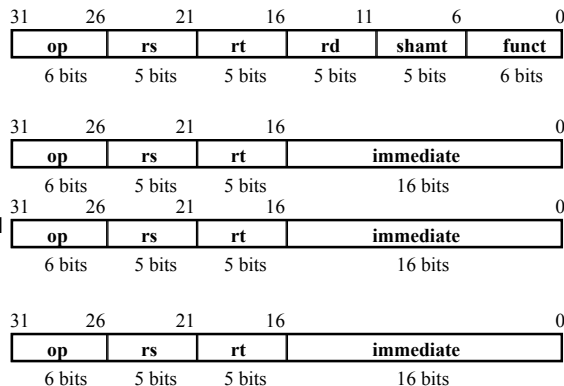 31 26 21 16 11 6 0
op rs rt rd shamt funct
6 bits 5 bits 5 bits 5 bits 5 bits 6 bits
31 26 21 16 0
op rs rt immediate
6 bits 5 bits 5 bits 16 bits
31 26 21 16 0
op rs rt immediate
6 bits 5 bits 5 bits 16 bits
31 26 21 16 0
op rs rt immediate
6 bits 5 bits 5 bits 16 bits